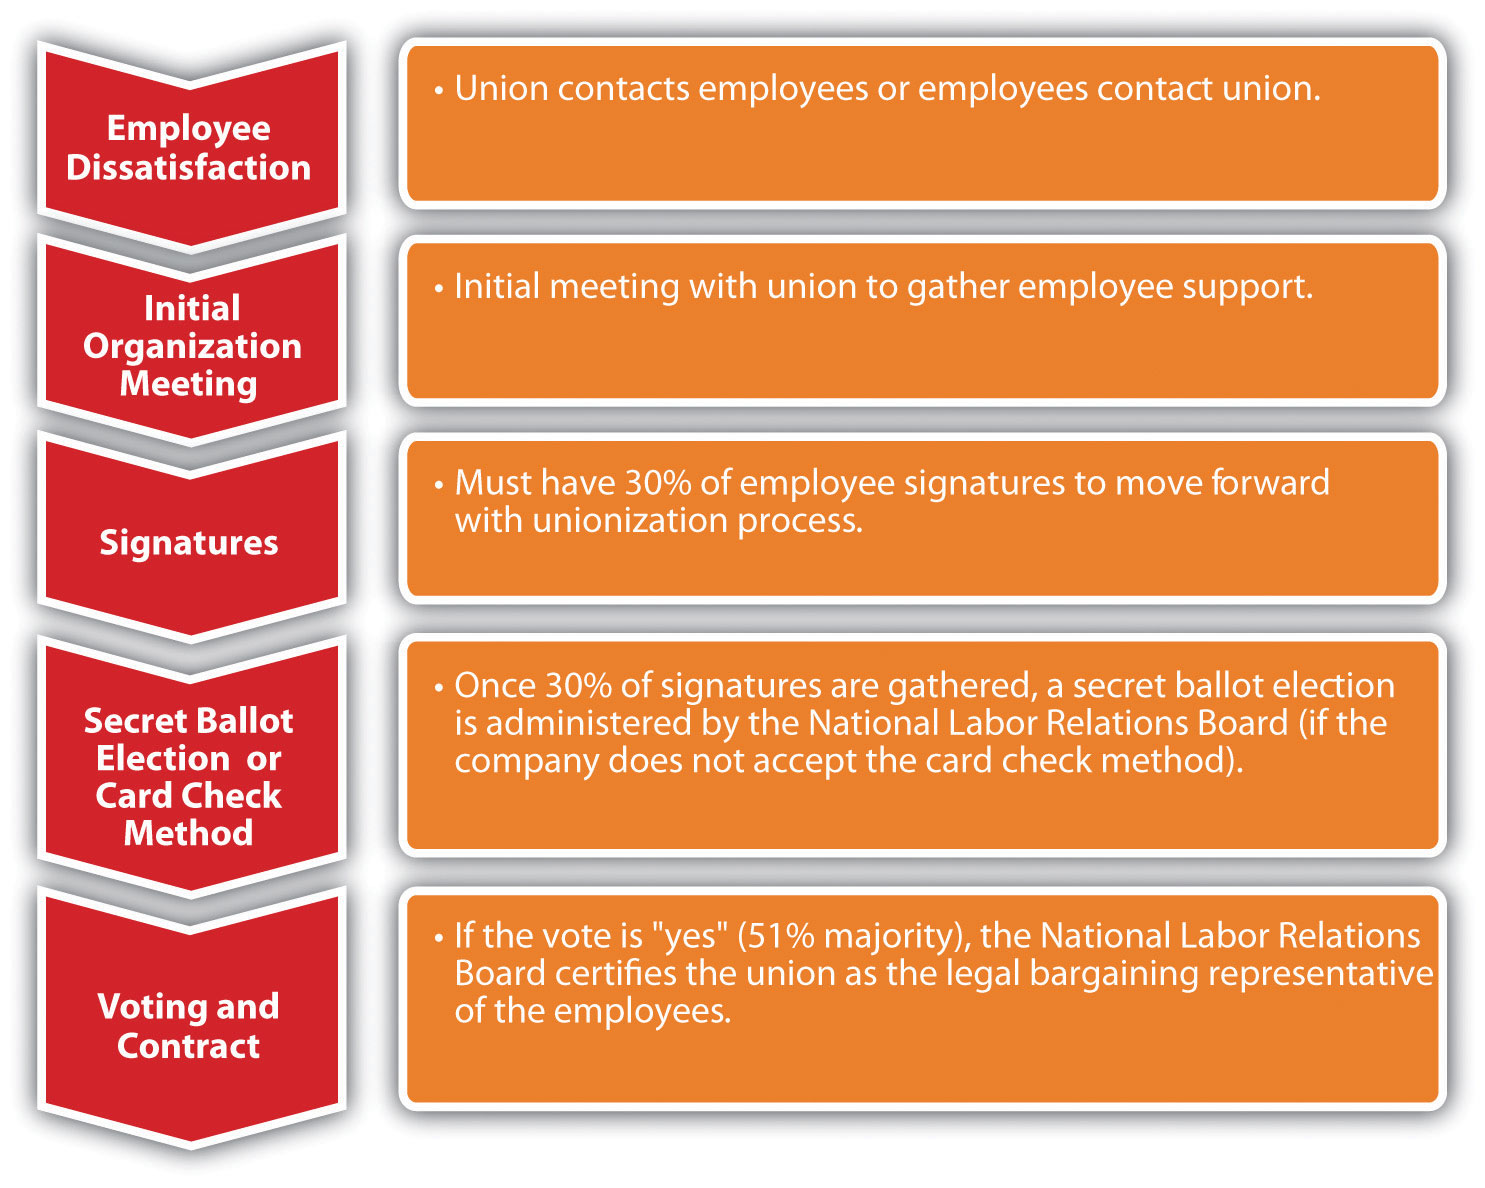 Employee
Dissatisfaction
• Union contacts employees or employees contact union.
Initial
Organization
Meeting
• Initial meeting with union to gather employee support.
Signatures
• Must have 30% of employee signatures to move forward
with unionization process.
Secret Ballot
Election or
Card Check
Method
• Once 30% of signatures are gathered, a secret ballot election
is administered by the National Labor Relations Board (if the
company does not accept the card check method).
Voting and
Contract
• If the vote is "yes" (51% majority), the National Labor Relations
Board certifies the union as the legal bargaining representative
of the employees.